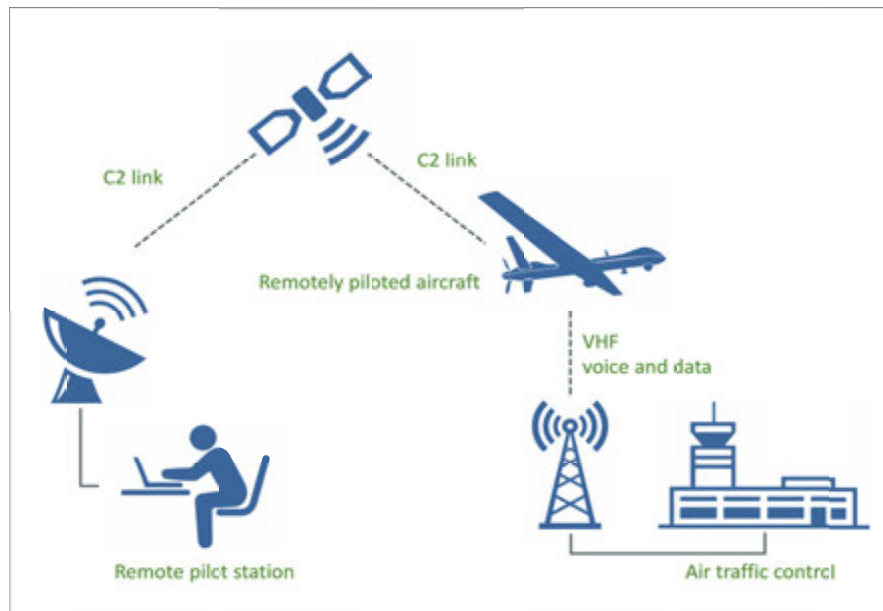 C2 link
C2 link
Remotely piloted aircraft
VHF
voice and data
Remote pilot station
Air traffic control